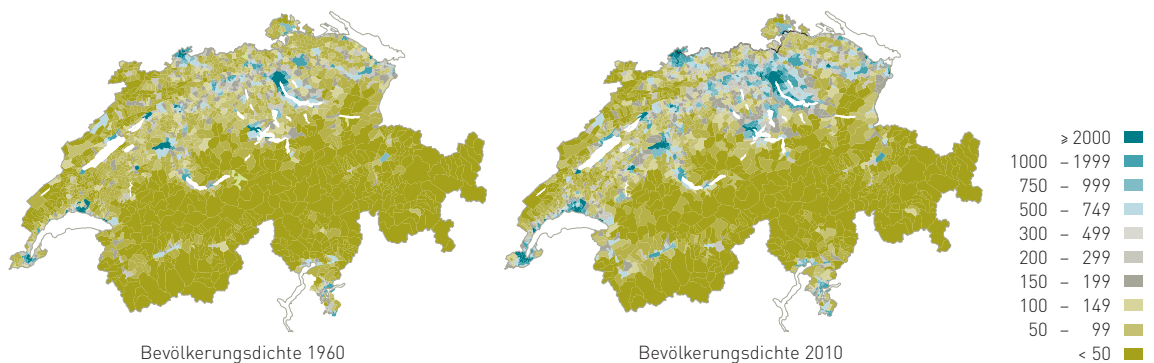 ⩾ 2000
1000 – 1999
750 – 999
500 – 749
300 – 499
200 – 299
150 – 199
100 – 149
50 – 99
< 50
Bevölkerungsdichte 1960
Bevölkerungsdichte 2010